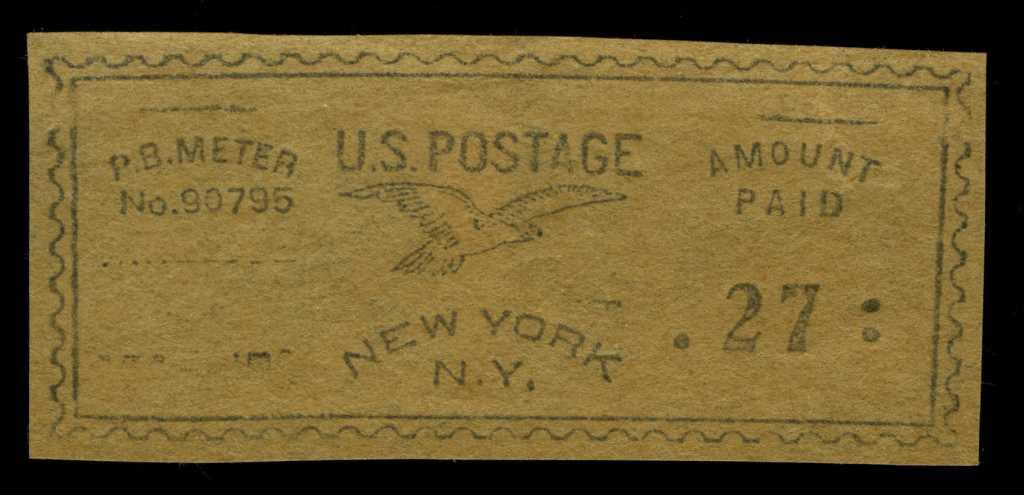 P.B. METER
No. 90795
U.S. POSTAGE
AMOUNT
PAID
. 27 :
NEW YORK
N.Y.